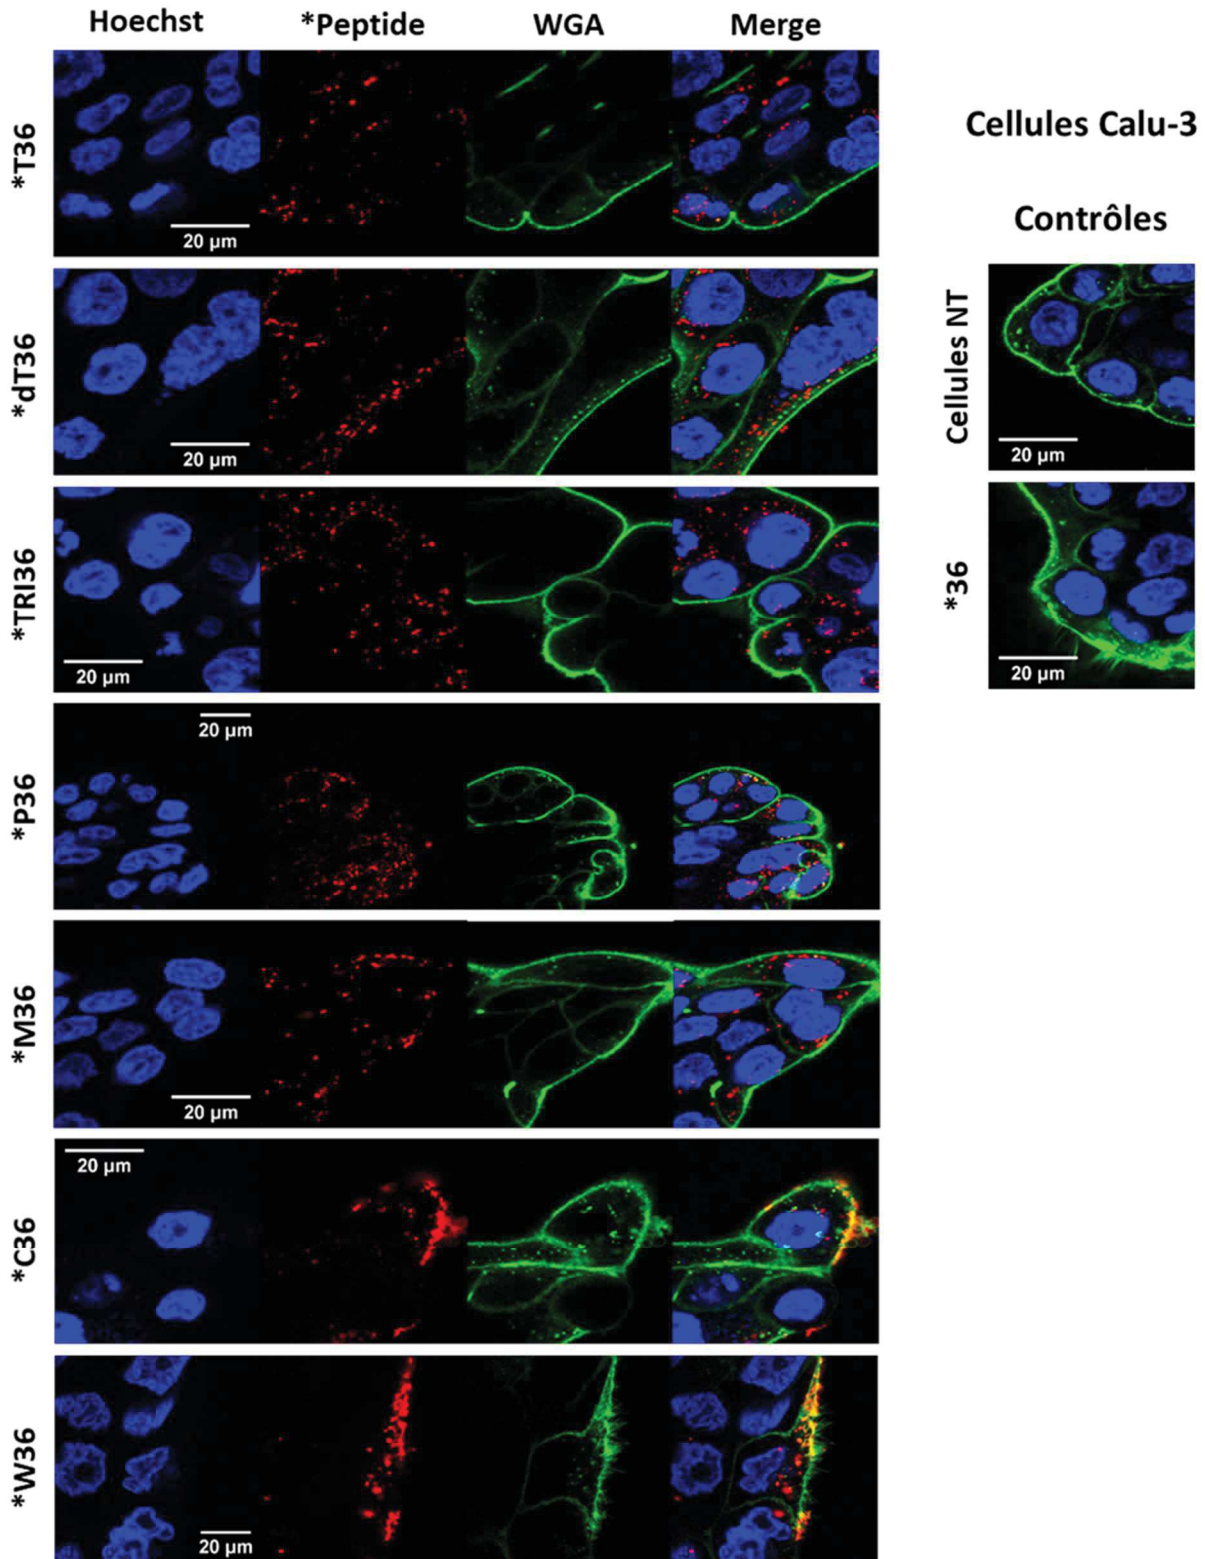 Hoechst *Peptide WGA Merge
*T36
20 µm
Cellules Calu-3
Contrôles
*dT36
20 µm
Cellules NT
20 µm
*TRI36
20 µm
*36
20 µm
*P36
20 µm
*M36
20 µm
*C36
20 µm
*W36
20 µm